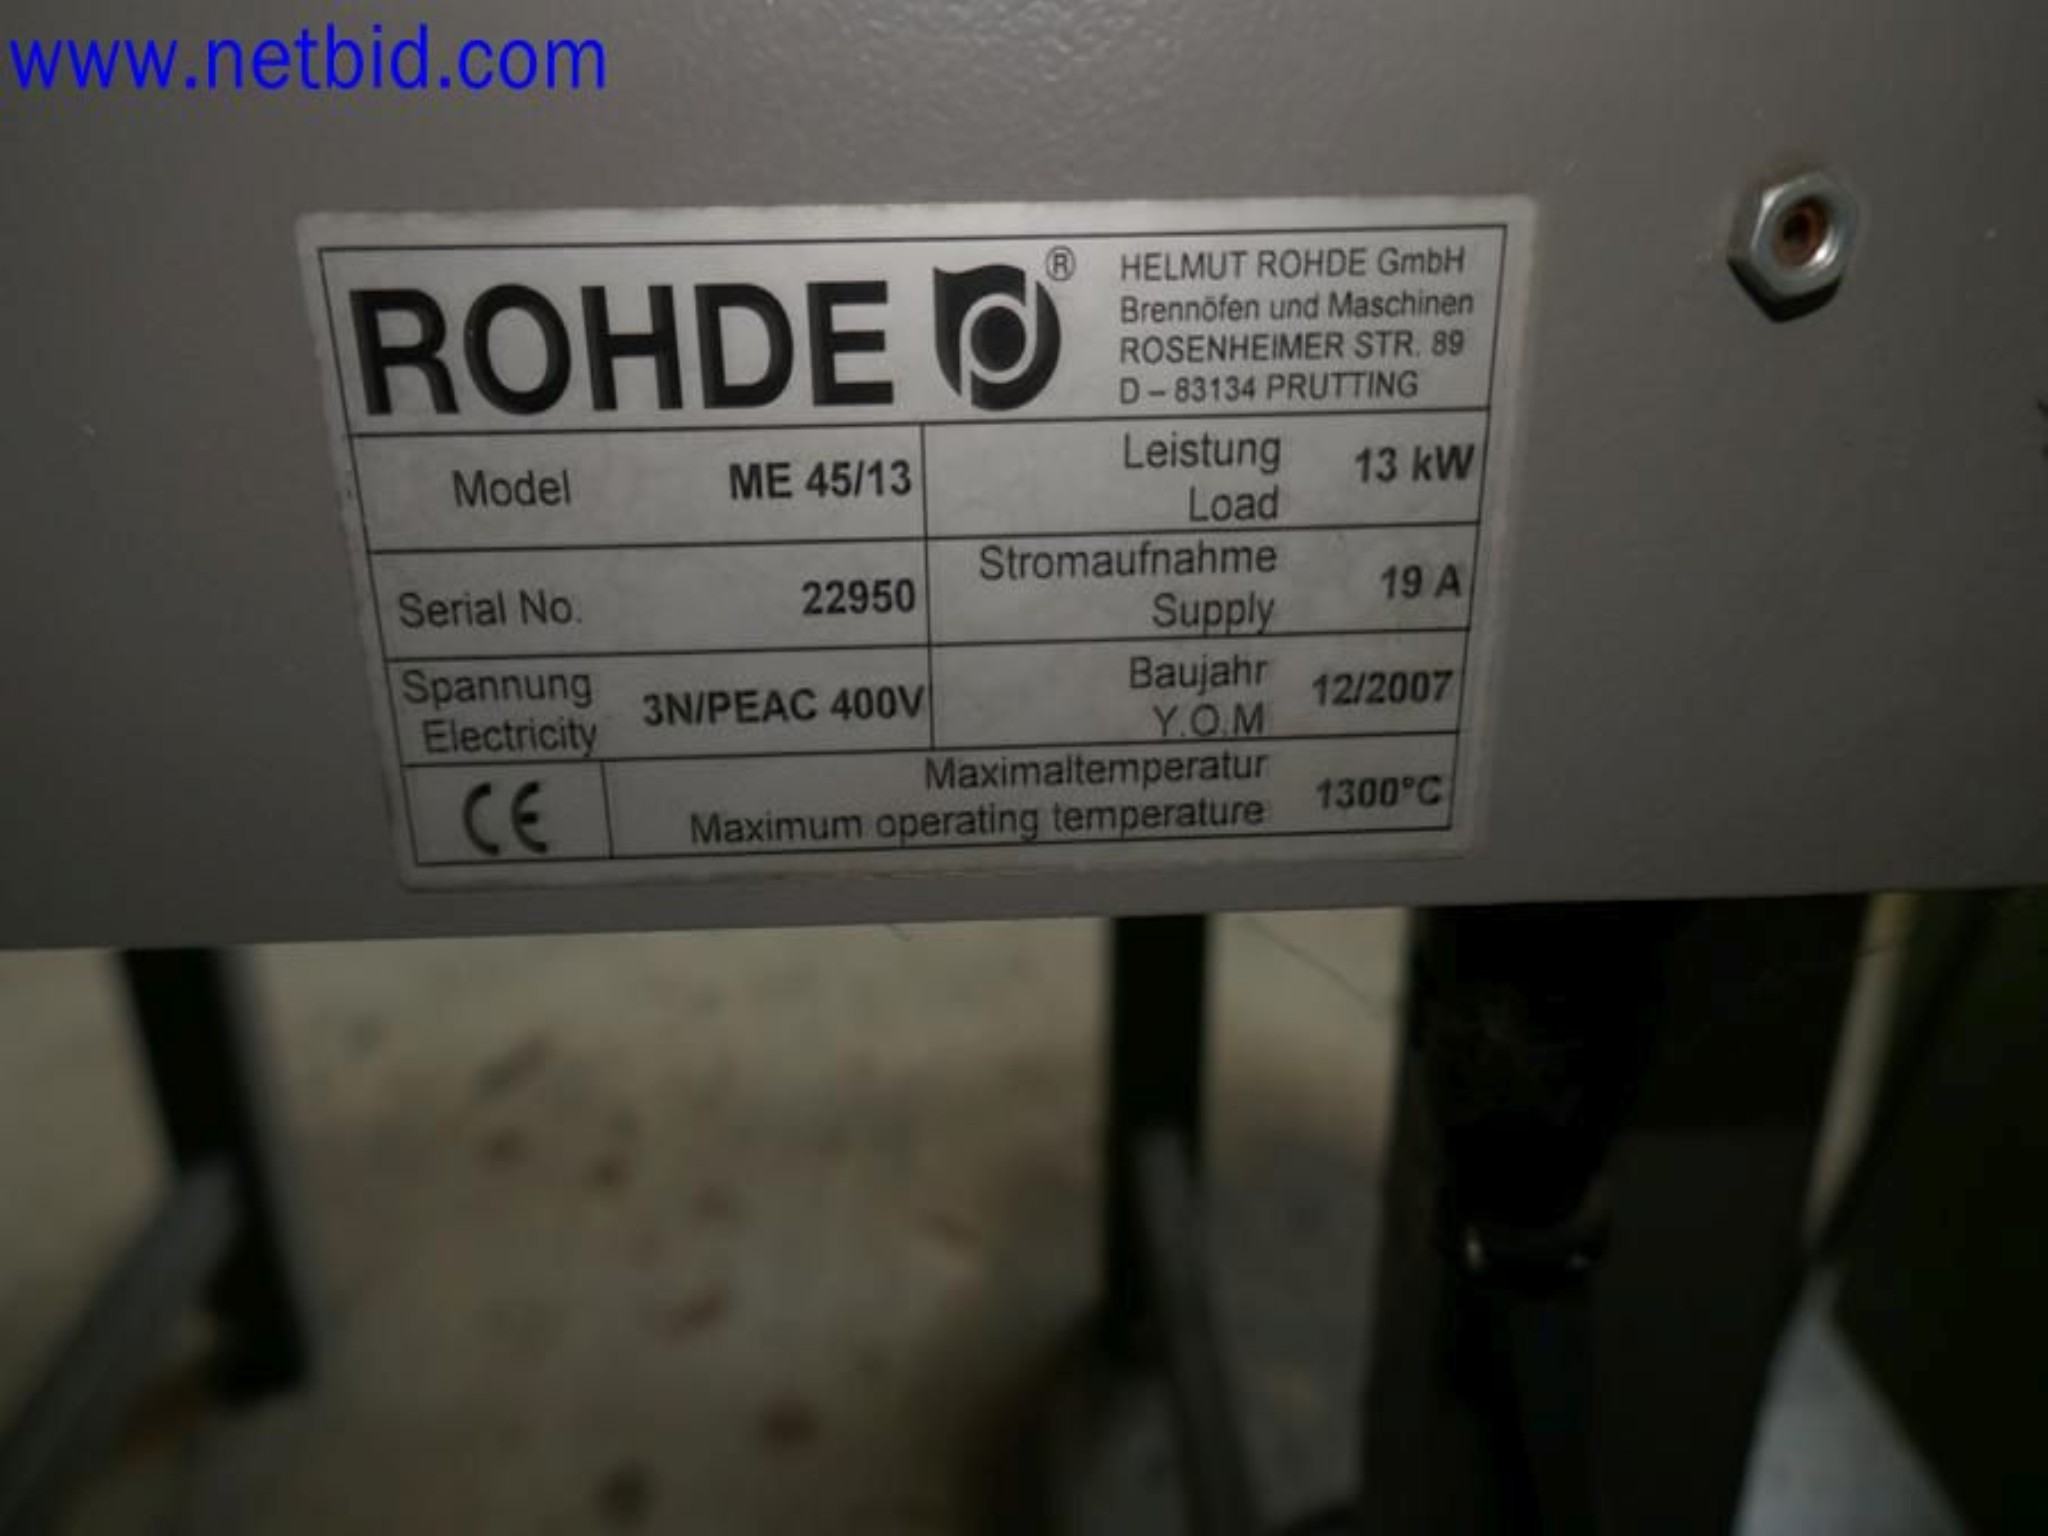 www.netbid.com
ROHDE ®
HELMUT ROHDE GmbH
Brennöfen und Maschinen
ROSENHEIMER STR. 89
D – 83134 PRUTTING
Model ME 45/13
Leistung
Load 13 kW
Serial No. 22950
Stromaufnahme
Supply 19 A
Spannung
Electricity 3N/PEAC 400V
Baujahr
Y.O.M 12/2007
CE
Maximaltemperatur
Maximum operating temperature 1300°C